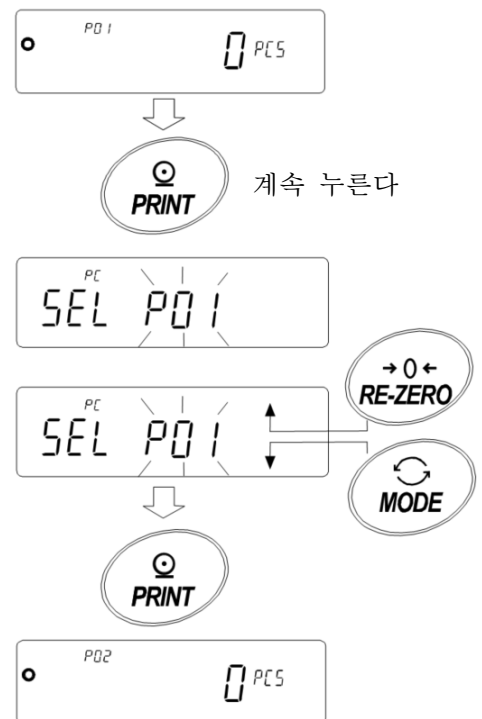 P01
0 PCS
PRINT
계속 누른다
PC
SEL P01
→0←
RE-ZERO
PC
SEL P01
MODE
PRINT
P02
0 PCS